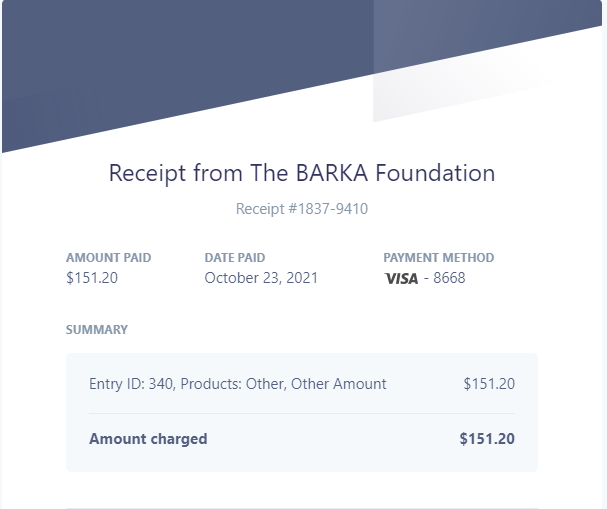 Receipt from The BARKA Foundation
Receipt #1837-9410
AMOUNT PAID DATE PAID PAYMENT METHOD
$151.20 October 23, 2021 VISA - 8668
SUMMARY
Entry ID: 340, Products: Other, Other Amount $151.20
Amount charged $151.20